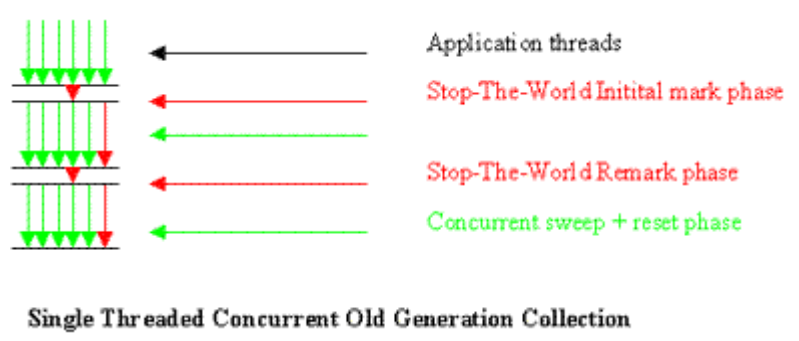 Application threads
Stop-The-World Initital mark phase
Stop-The-World Remark phase
Concurrent sweep + reset phase
Single Threaded Concurrent Old Generation Collection